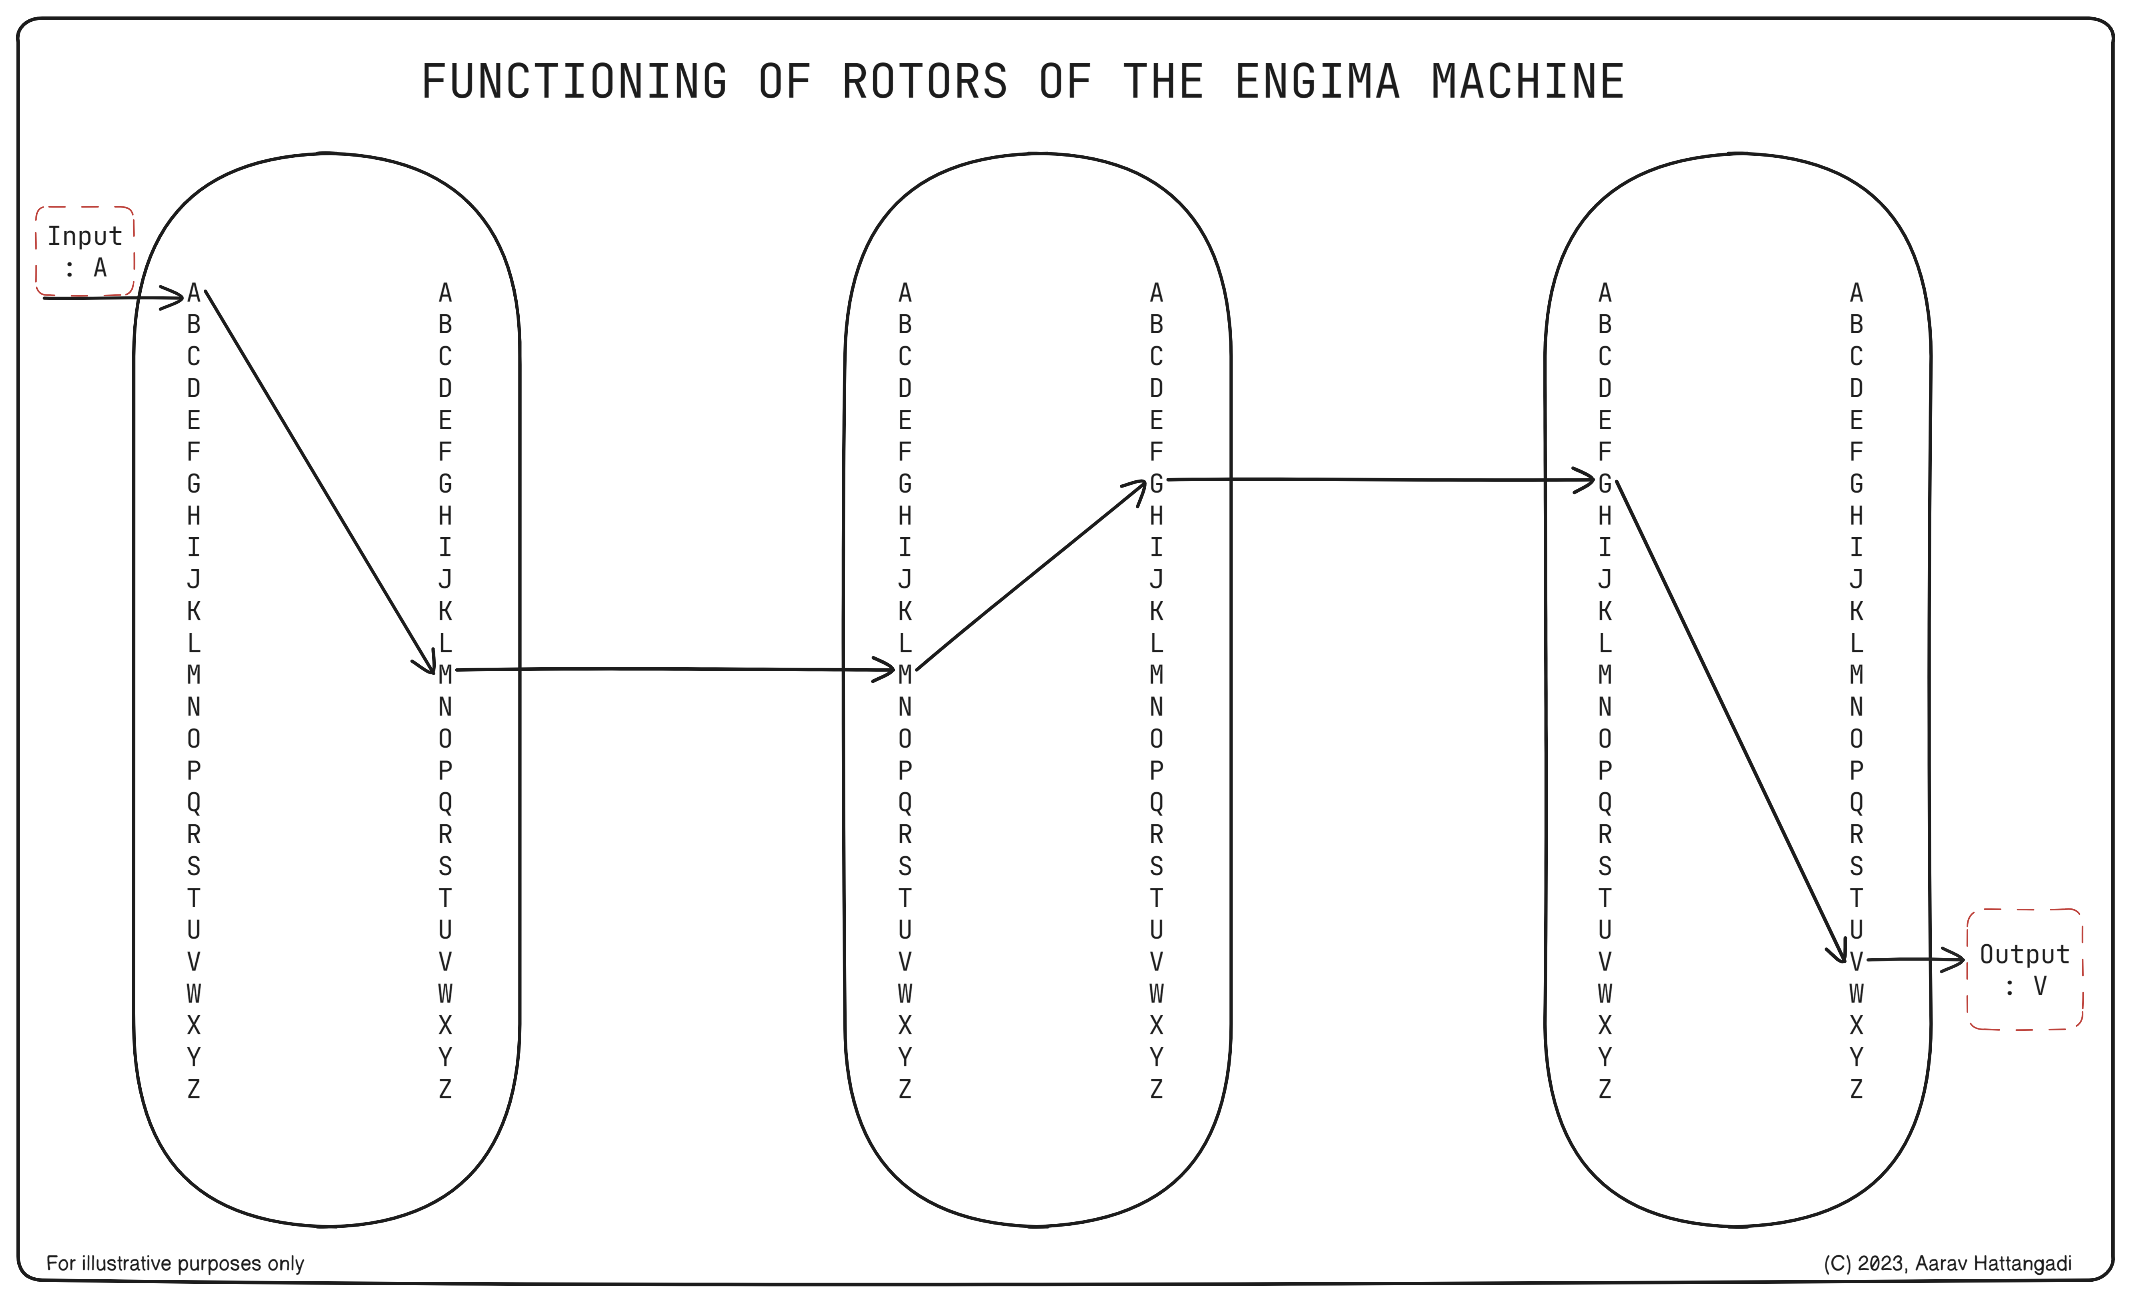 FUNCTIONING OF ROTORS OF THE ENGIMA MACHINE
Input
: A
A A A A A A
B B B B B B
C C C C C C
D D D D D D
E E E E E E
F F F F F F
G G G G G G
H H H H H H
I I I I I I
J J J J J J
K K K K K K
L L L L L L
M M M M M M
N N N N N N
O O O O O O
P P P P P P
Q Q Q Q Q Q
R R R R R R
S S S S S S
T T T T T T
U U U U U U
V V V V V V
W W W W W W
X X X X X X
Y Y Y Y Y Y
Z Z Z Z Z Z
Output
: V
For illustrative purposes only
(C) 2023, Aarav Hattangadi